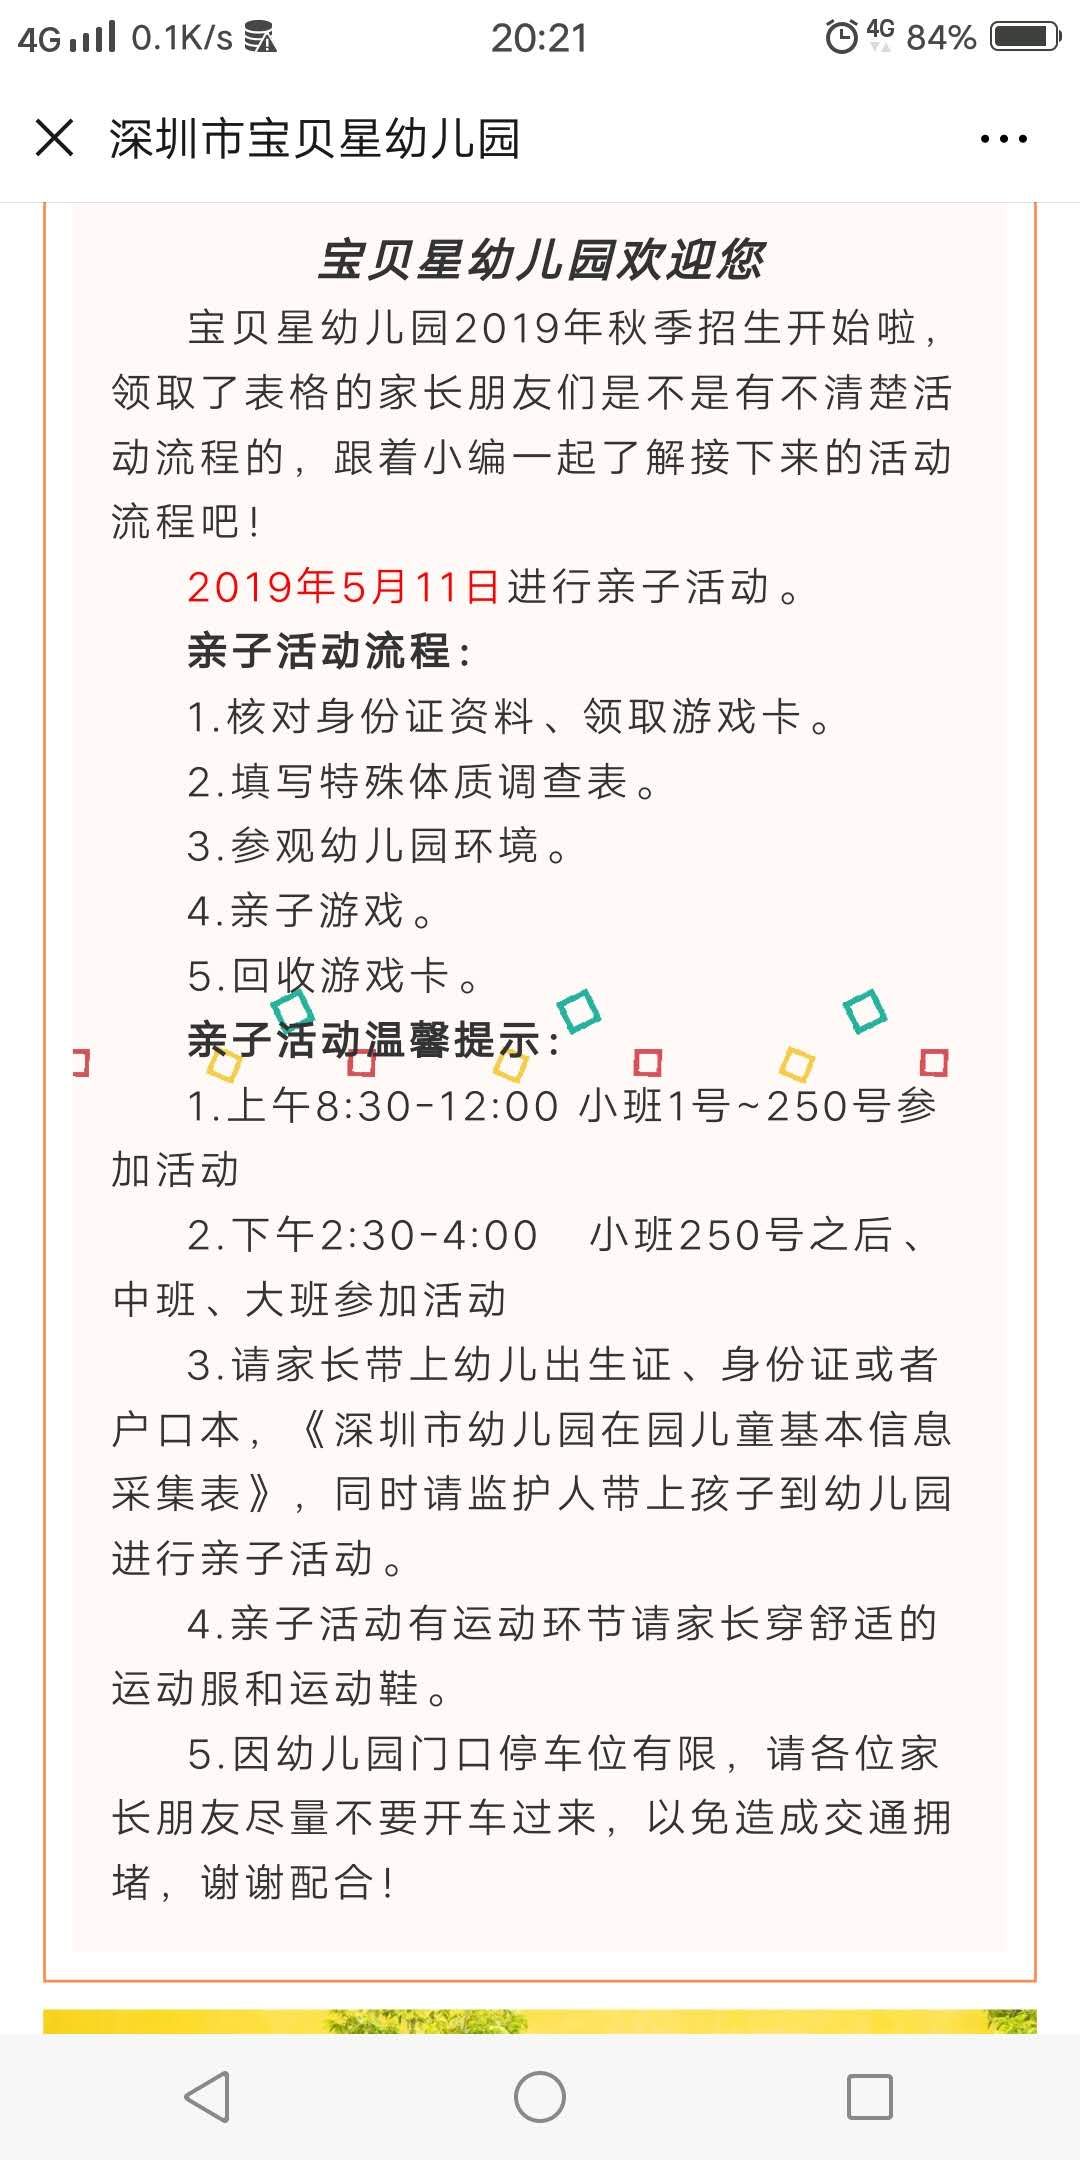 4G 0.1K/s 20:21 4G 84%
深圳市宝贝星幼儿园
宝贝星幼儿园欢迎您
宝贝星幼儿园2019年秋季招生开始啦,
领取了表格的家长朋友们是不是有不清楚活
动流程的，跟着小编一起了解接下来的活动
流程吧!
2019年5月11日进行亲子活动。
亲子活动流程:
1.核对身份证资料、领取游戏卡。
2.填写特殊体质调查表。
3.参观幼儿园环境。
4.亲子游戏。
5.回收游戏卡。
亲子活动温馨提示:
1.上午8:30-12:00 小班1号~250号参
加活动
2.下午2:30-4:00 小班250号之后、
中班、大班参加活动
3.请家长带上幼儿出生证、身份证或者
户口本，《深圳市幼儿园在园儿童基本信息
采集表》，同时请监护人带上孩子到幼儿园
进行亲子活动。
4.亲子活动有运动环节请家长穿舒适的
运动服和运动鞋。
5.因幼儿园门口停车位有限，请各位家
长朋友尽量不要开车过来，以免造成交通拥
堵，谢谢配合!